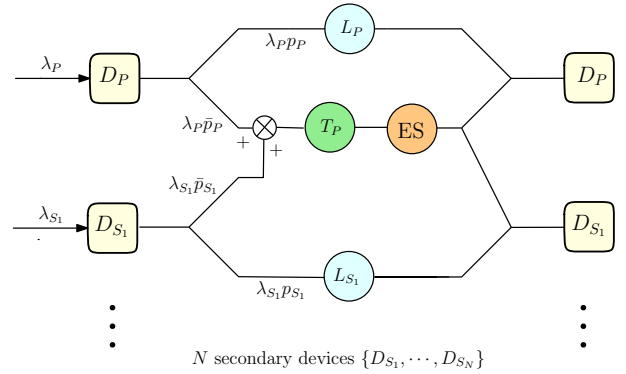 λ_P p_P
L_P
λ_P
D_P
D_P
λ_P p̄_P
+
+
T_P
ES
λ_{S_1} p̄_{S_1}
λ_{S_1}
D_{S_1}
D_{S_1}
λ_{S_1} p_{S_1}
L_{S_1}
N secondary devices {D_{S_1}, ⋯, D_{S_N}}